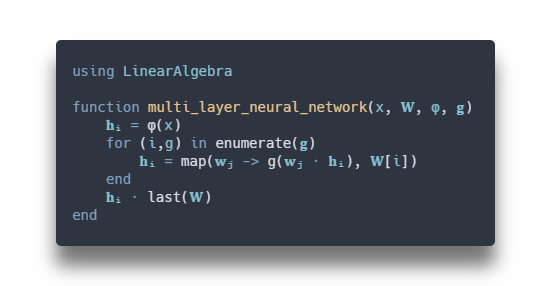 using LinearAlgebra
function multi_layer_neural_network(x, 𝐖, φ, 𝐠)
𝐡ᵢ = φ(x)
for (i,g) in enumerate(𝐠)
𝐡ᵢ = map(𝐰ⱼ -> g(𝐰ⱼ ⋅ 𝐡ᵢ), 𝐖[i])
end
𝐡ᵢ ⋅ last(𝐖)
end